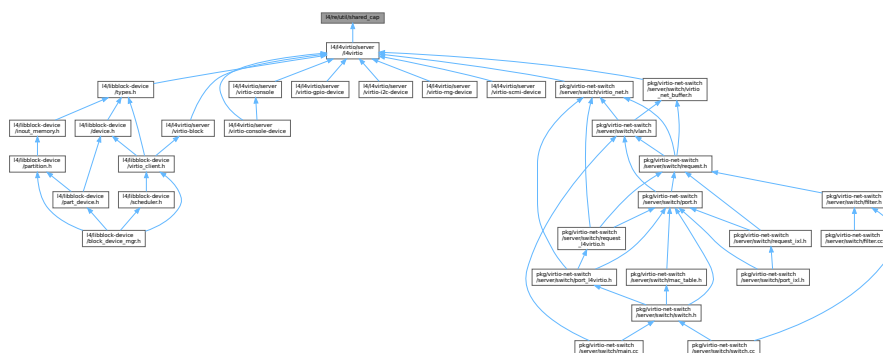 l4/re/util/shared_cap
l4/l4virtio/server
/l4virtio
l4/libblock-device
/types.h
l4/l4virtio/server
/virtio-console
l4/l4virtio/server
/virtio-gpio-device
l4/l4virtio/server
/virtio-i2c-device
l4/l4virtio/server
/virtio-rng-device
l4/l4virtio/server
/virtio-scmi-device
pkg/virtio-net-switch
/server/switch/virtio_net.h
pkg/virtio-net-switch
/server/switch/virtio
_net_buffer.h
l4/libblock-device
/inout_memory.h
l4/libblock-device
/device.h
l4/l4virtio/server
/virtio-block
l4/l4virtio/server
/virtio-console-device
pkg/virtio-net-switch
/server/switch/vlan.h
l4/libblock-device
/partition.h
l4/libblock-device
/virtio_client.h
pkg/virtio-net-switch
/server/switch/request.h
l4/libblock-device
/part_device.h
l4/libblock-device
/scheduler.h
pkg/virtio-net-switch
/server/switch/port.h
pkg/virtio-net-switch
/server/switch/filter.h
l4/libblock-device
/block_device_mgr.h
pkg/virtio-net-switch
/server/switch/request
_l4virtio.h
pkg/virtio-net-switch
/server/switch/request_ixl.h
pkg/virtio-net-switch
/server/switch/filter.cc
pkg/virtio-net-switch
/server/switch/port_l4virtio.h
pkg/virtio-net-switch
/server/switch/mac_table.h
pkg/virtio-net-switch
/server/switch/port_ixl.h
pkg/virtio-net-switch
/server/switch/switch.h
pkg/virtio-net-switch
/server/switch/main.cc
pkg/virtio-net-switch
/server/switch/switch.cc